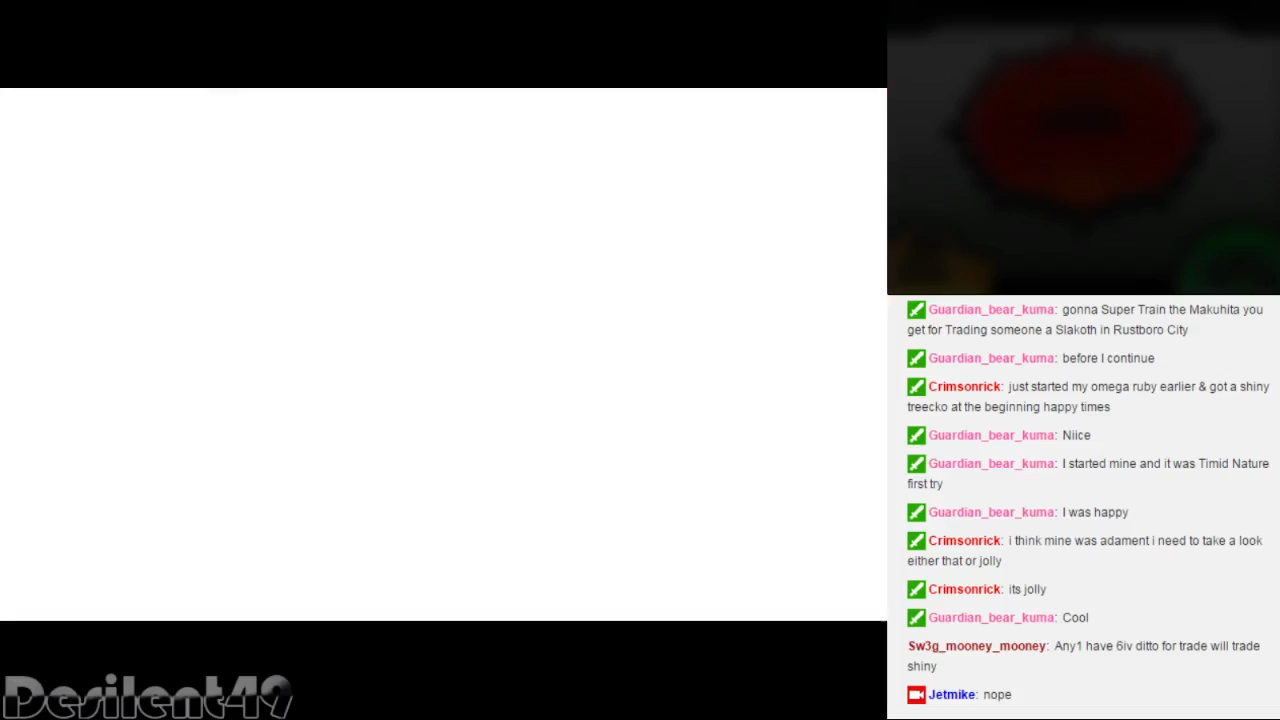 Guardian_bear_kuma: gonna Super Train the Makuhita you
get for Trading someone a Slakoth in Rustboro City
Guardian_bear_kuma: before I continue
Crimsonrick: just started my omega ruby earlier & got a shiny
treecko at the beginning happy times
Guardian_bear_kuma: Niice
Guardian_bear_kuma: I started mine and it was Timid Nature
first try
Guardian_bear_kuma: I was happy
Crimsonrick: i think mine was adament i need to take a look
either that or jolly
Crimsonrick: its jolly
Guardian_bear_kuma: Cool
Sw3g_mooney_mooney: Any1 have 6iv ditto for trade will trade
shiny
Jetmike: nope
Desilent49